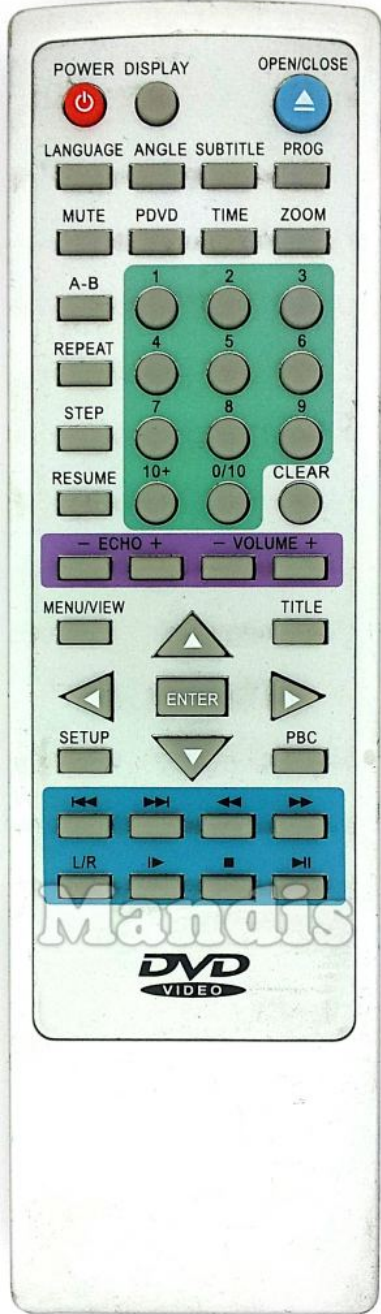 POWER DISPLAY OPEN/CLOSE
LANGUAGE ANGLE SUBTITLE PROG
MUTE PDVD TIME ZOOM
A-B 1 2 3
REPEAT 4 5 6
STEP 7 8 9
RESUME 10+ 0/10 CLEAR
- ECHO + - VOLUME +
MENU/VIEW TITLE
ENTER
SETUP PBC
L/R
Mandis
DVD
VIDEO